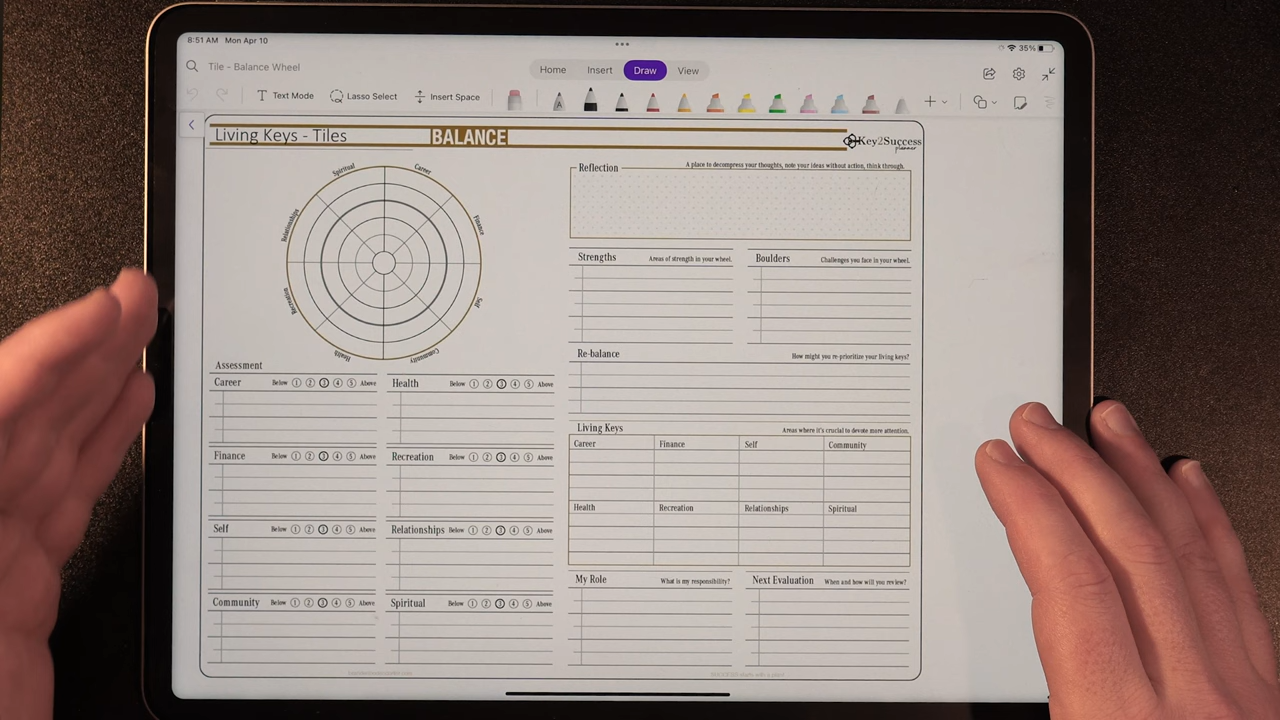 8:51 AM Mon Apr 10
35%
Tile - Balance Wheel
Home Insert Draw View
Text Mode Lasso Select Insert Space
Living Keys - Tiles BALANCE Key2Success
planner
Spiritual Career
Relationships Finance
Recreation Self
Health Community
Reflection A place to decompress your thoughts, note your ideas without action, think through.
Strengths Areas of strength in your wheel. Boulders Challenges you face in your wheel.
Re-balance How might you re-prioritize your living keys?
Assessment
Career Below 1 2 3 4 5 Above Health Below 1 2 3 4 5 Above
Finance Below 1 2 3 4 5 Above Recreation Below 1 2 3 4 5 Above
Self Below 1 2 3 4 5 Above Relationships Below 1 2 3 4 5 Above
Community Below 1 2 3 4 5 Above Spiritual Below 1 2 3 4 5 Above
Living Keys Areas where it's crucial to devote more attention.
Career Finance Self Community
Health Recreation Relationships Spiritual
My Role What is my responsibility? Next Evaluation When and how will you review?